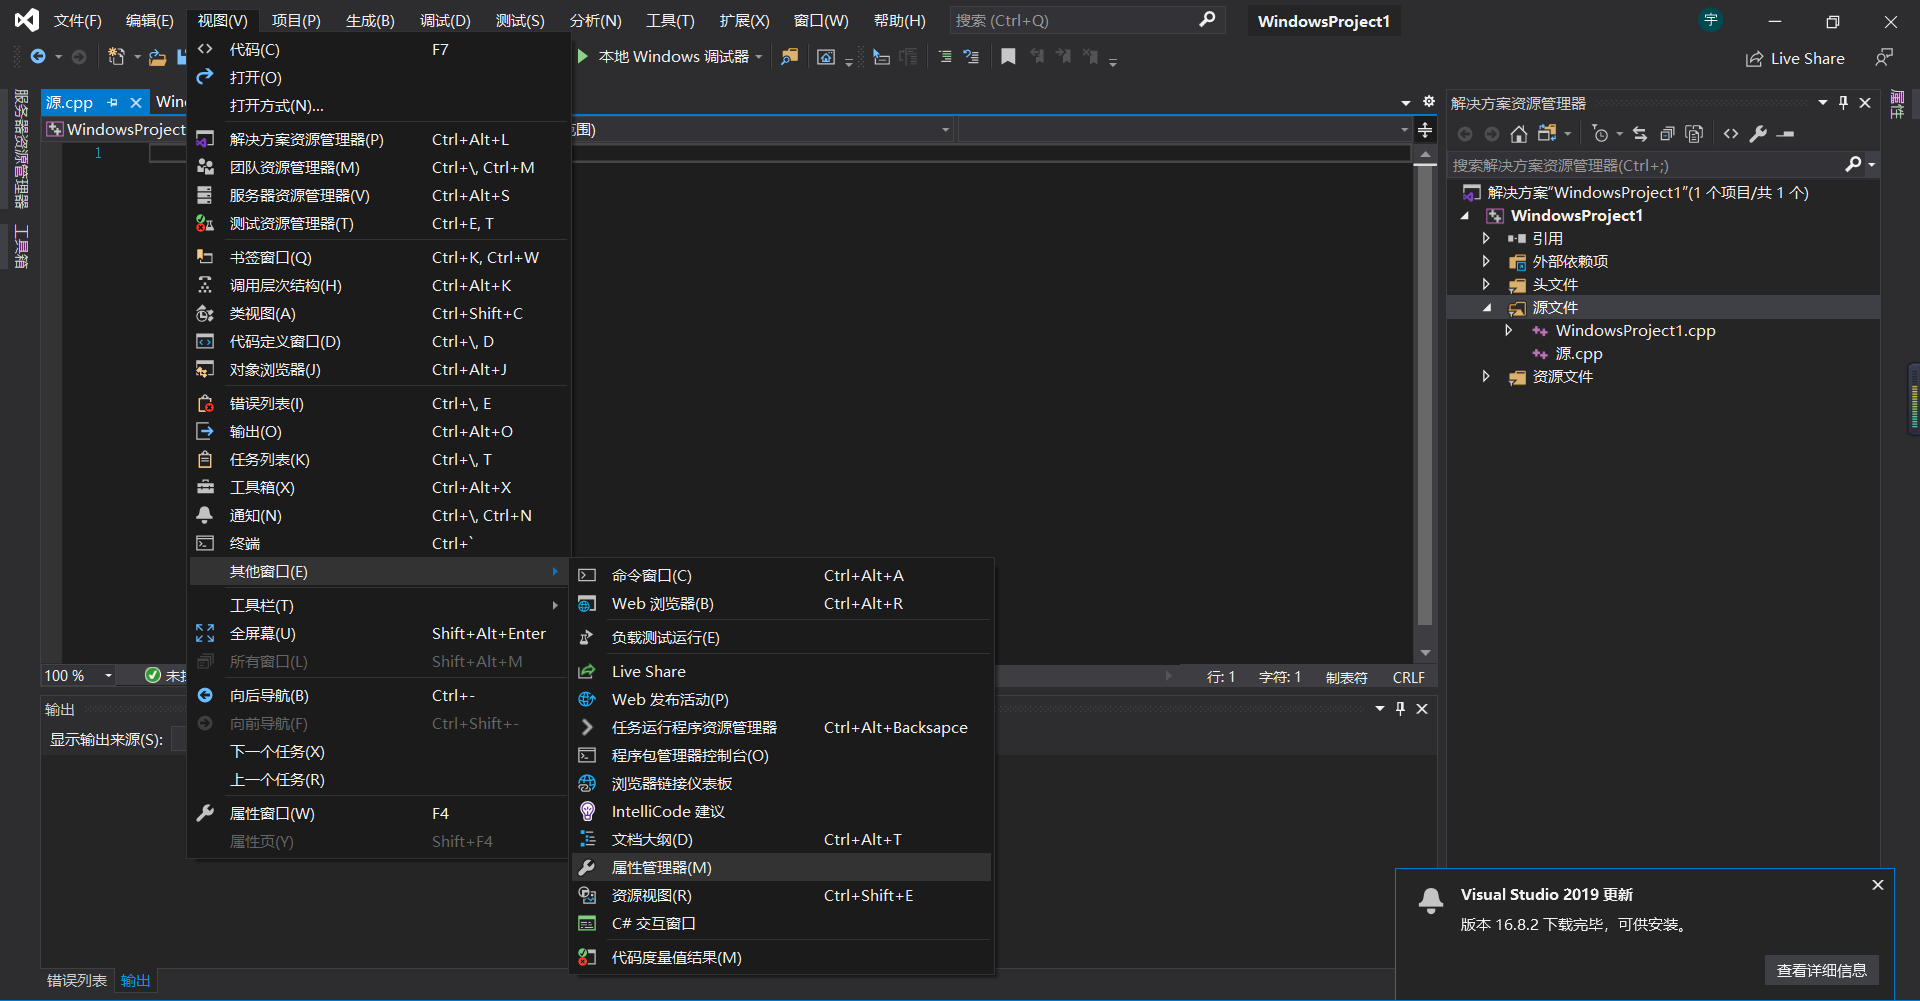 文件(F) 编辑(E) 视图(V) 项目(P) 生成(B) 调试(D) 测试(S) 分析(N) 工具(T) 扩展(X) 窗口(W) 帮助(H) 搜索 (Ctrl+Q) WindowsProject1 宇
本地 Windows 调试器 Live Share
服务器资源管理器
工具箱
源.cpp Wind
WindowsProject
围)
1
代码(C) F7
打开(O)
打开方式(N)...
解决方案资源管理器(P) Ctrl+Alt+L
团队资源管理器(M) Ctrl+\, Ctrl+M
服务器资源管理器(V) Ctrl+Alt+S
测试资源管理器(T) Ctrl+E, T
书签窗口(Q) Ctrl+K, Ctrl+W
调用层次结构(H) Ctrl+Alt+K
类视图(A) Ctrl+Shift+C
代码定义窗口(D) Ctrl+\, D
对象浏览器(J) Ctrl+Alt+J
错误列表(I) Ctrl+\, E
输出(O) Ctrl+Alt+O
任务列表(K) Ctrl+\, T
工具箱(X) Ctrl+Alt+X
通知(N) Ctrl+\, Ctrl+N
终端 Ctrl+`
其他窗口(E)
工具栏(T)
全屏幕(U) Shift+Alt+Enter
所有窗口(L) Shift+Alt+M
向后导航(B) Ctrl+-
向前导航(F) Ctrl+Shift+-
下一个任务(X)
上一个任务(R)
属性窗口(W) F4
属性页(Y) Shift+F4
命令窗口(C) Ctrl+Alt+A
Web 浏览器(B) Ctrl+Alt+R
负载测试运行(E)
Live Share
Web 发布活动(P)
任务运行程序资源管理器 Ctrl+Alt+Backsapce
程序包管理器控制台(O)
浏览器链接仪表板
IntelliCode 建议
文档大纲(D) Ctrl+Alt+T
属性管理器(M)
资源视图(R) Ctrl+Shift+E
C# 交互窗口
代码度量值结果(M)
100 % 未
行: 1 字符: 1 制表符 CRLF
输出
显示输出来源(S):
错误列表 输出
解决方案资源管理器
搜索解决方案资源管理器(Ctrl+;)
解决方案“WindowsProject1”(1 个项目/共 1 个)
WindowsProject1
引用
外部依赖项
头文件
源文件
WindowsProject1.cpp
源.cpp
资源文件
属性
Visual Studio 2019 更新
版本 16.8.2 下载完毕，可供安装。
查看详细信息